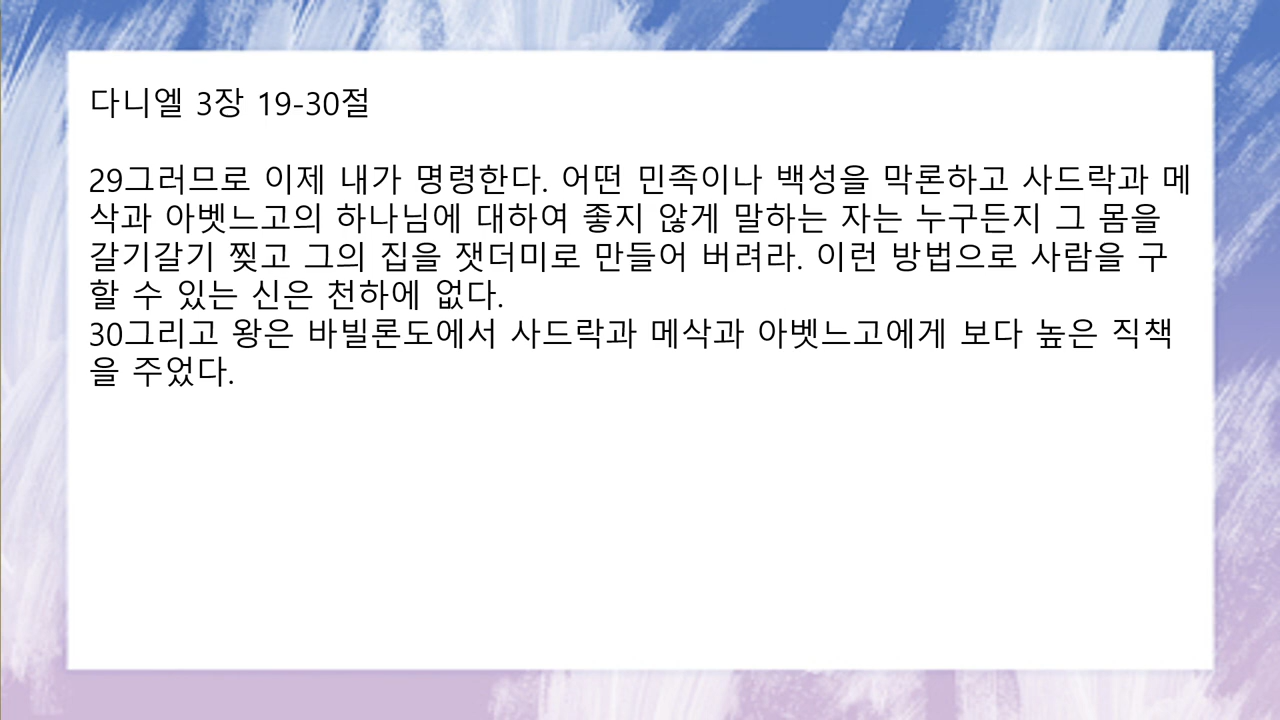 다니엘 3장 19-30절
29그러므로 이제 내가 명령한다. 어떤 민족이나 백성을 막론하고 사드락과 메
삭과 아벳느고의 하나님에 대하여 좋지 않게 말하는 자는 누구든지 그 몸을
갈기갈기 찢고 그의 집을 잿더미로 만들어 버려라. 이런 방법으로 사람을 구
할 수 있는 신은 천하에 없다.
30그리고 왕은 바빌론도에서 사드락과 메삭과 아벳느고에게 보다 높은 직책
을 주었다.